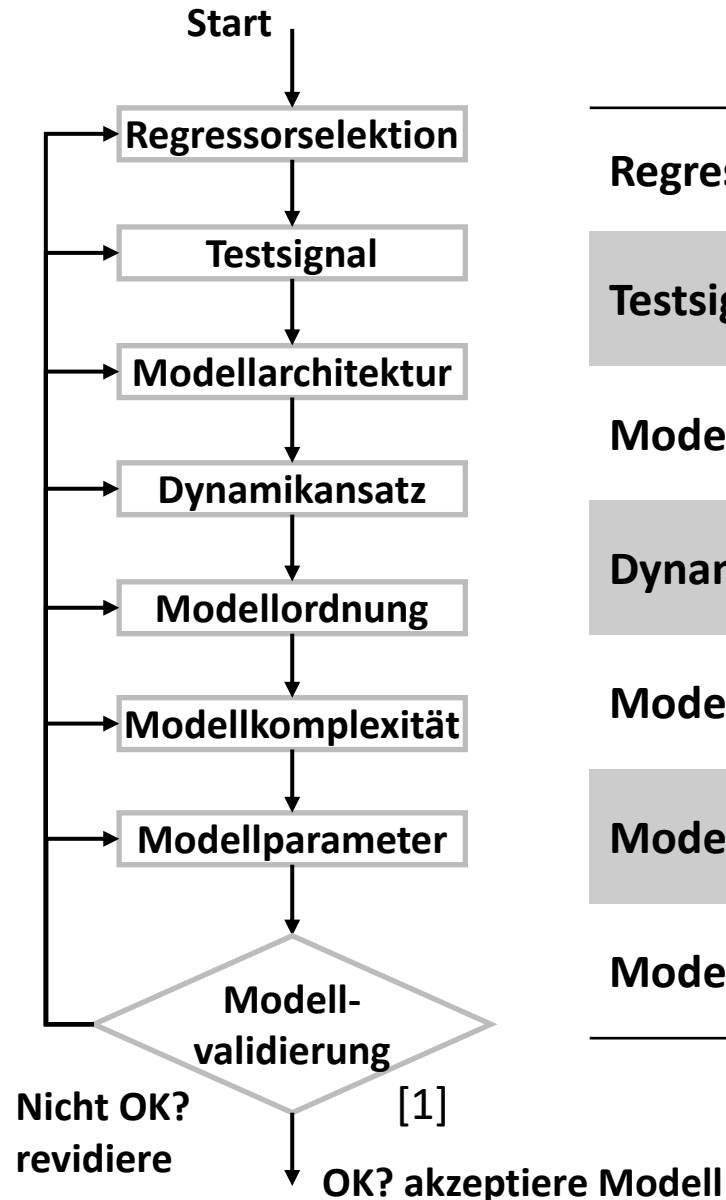 Start
Regressorselektion
Testsignal
Modellarchitektur
Dynamikansatz
Modellordnung
Modellkomplexität
Modellparameter
Modell-
validierung
[1]
Nicht OK?
revidiere
OK? akzeptiere Modell